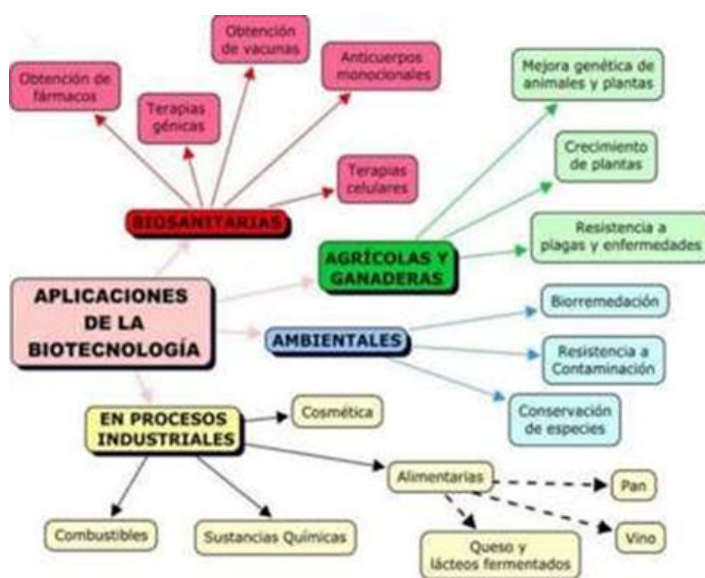 Obtención
de vacunas
Anticuerpos
monoclonales
Obtención de
fármacos
Terapias
génicas
Terapias
celulares
BIOSANITARIAS
Mejora genética de
animales y plantas
Crecimiento
de plantas
Resistencia a
plagas y enfermedades
AGRÍCOLAS Y
GANADERAS
APLICACIONES
DE LA
BIOTECNOLOGÍA
AMBIENTALES
Biorremedación
Resistencia a
Contaminación
Conservación
de especies
EN PROCESOS
INDUSTRIALES
Cosmética
Alimentarias
Pan
Vino
Queso y
lácteos fermentados
Combustibles
Sustancias Químicas